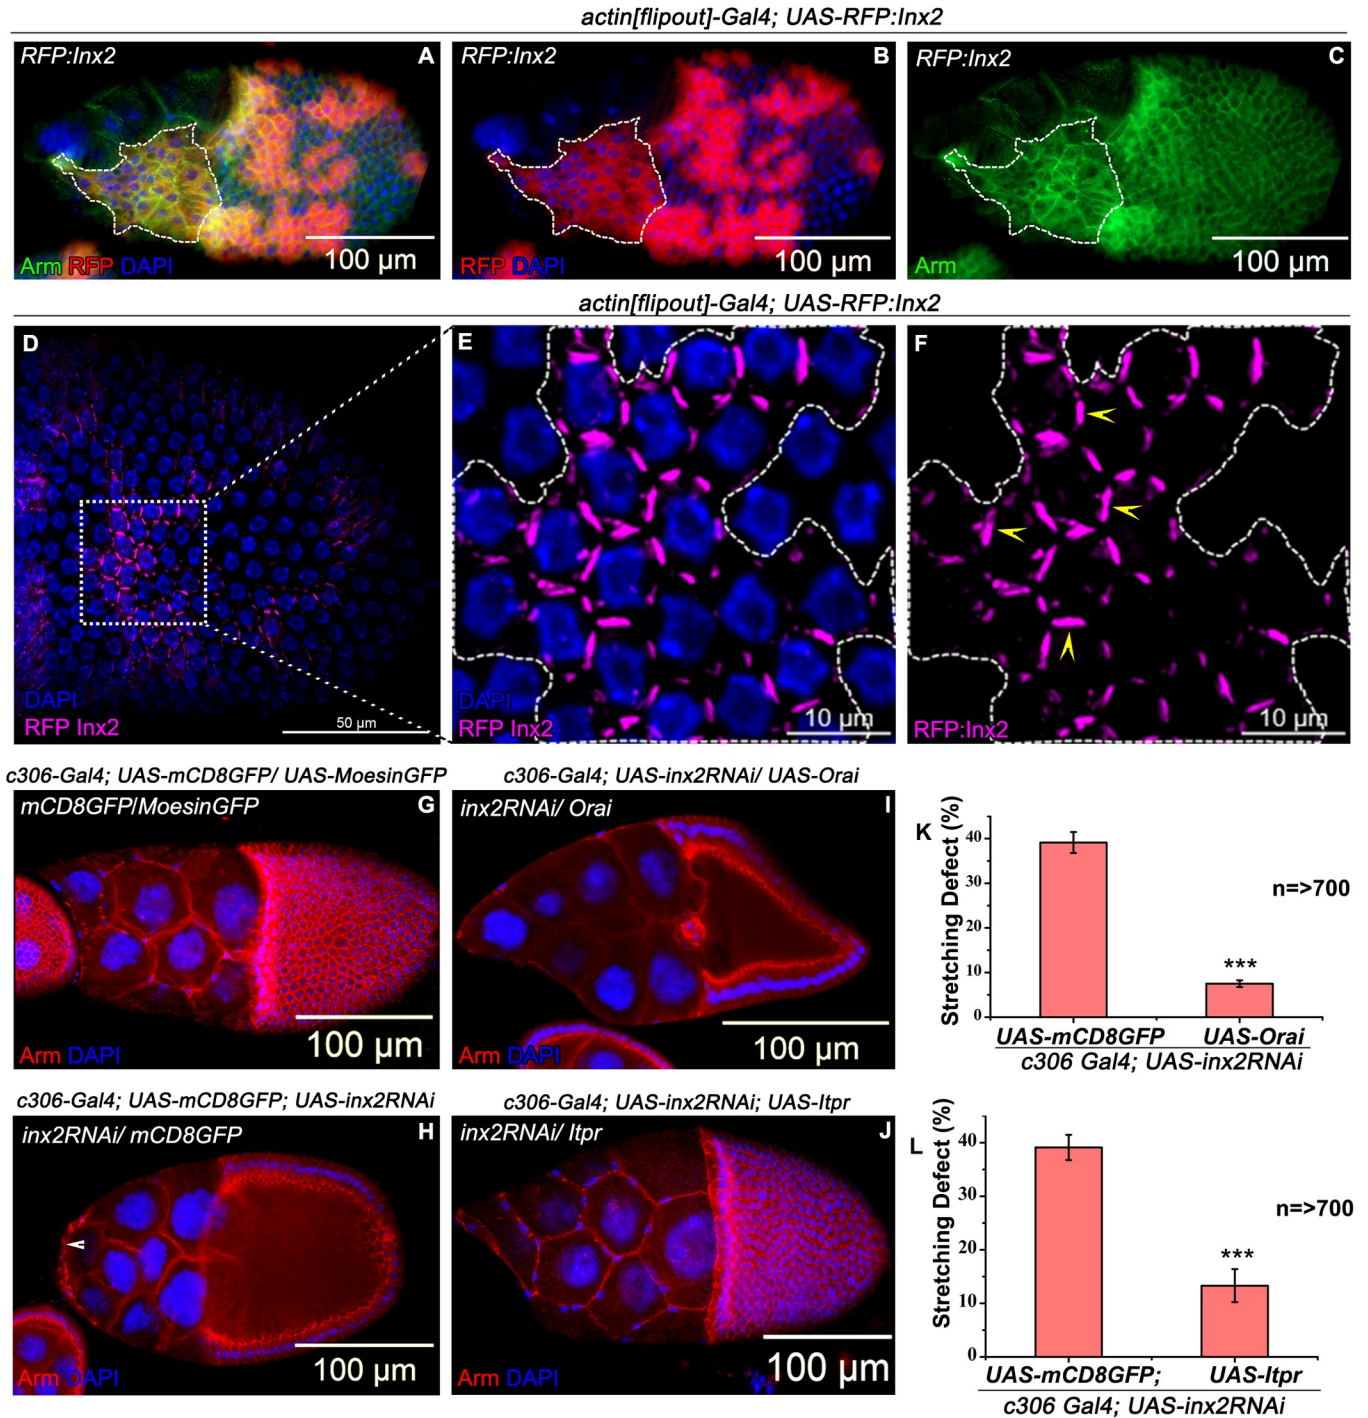 actin[flipout]-Gal4; UAS-RFP:Inx2
RFP:Inx2 A
Arm RFP DAPI 100 µm
RFP:Inx2 B
RFP DAPI 100 µm
RFP:Inx2 C
Arm 100 µm
actin[flipout]-Gal4; UAS-RFP:Inx2
D
DAPI
RFP Inx2 50 µm
E
DAPI
RFP Inx2 10 µm
F
RFP:Inx2 10 µm
c306-Gal4; UAS-mCD8GFP/ UAS-MoesinGFP
mCD8GFP/MoesinGFP G
Arm DAPI 100 µm
c306-Gal4; UAS-inx2RNAi/ UAS-Orai
inx2RNAi/ Orai I
Arm DAPI 100 µm
K
Stretching Defect (%)
40
30
20
10
0
n=>700
***
UAS-mCD8GFP UAS-Orai
c306 Gal4; UAS-inx2RNAi
c306-Gal4; UAS-mCD8GFP; UAS-inx2RNAi
inx2RNAi/ mCD8GFP H
Arm DAPI 100 µm
c306-Gal4; UAS-inx2RNAi; UAS-Itpr
inx2RNAi/ Itpr J
Arm DAPI 100 µm
L
Stretching Defect (%)
40
30
20
10
0
n=>700
***
UAS-mCD8GFP; UAS-Itpr
c306 Gal4; UAS-inx2RNAi